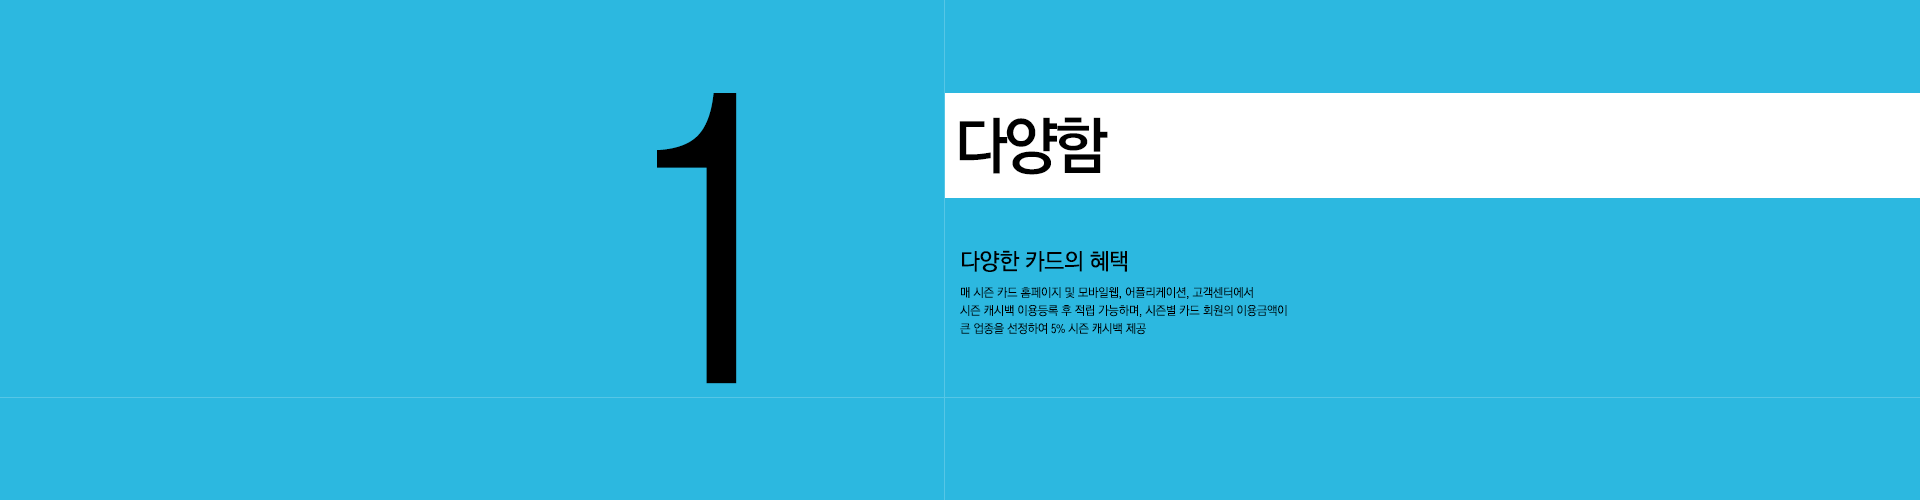 1
다양함
다양한 카드의 혜택
매 시즌 카드 홈페이지 및 모바일웹, 어플리케이션, 고객센터에서
시즌 캐시백 이용등록 후 적립 가능하며, 시즌별 카드 회원의 이용금액이
큰 업종을 선정하여 5% 시즌 캐시백 제공